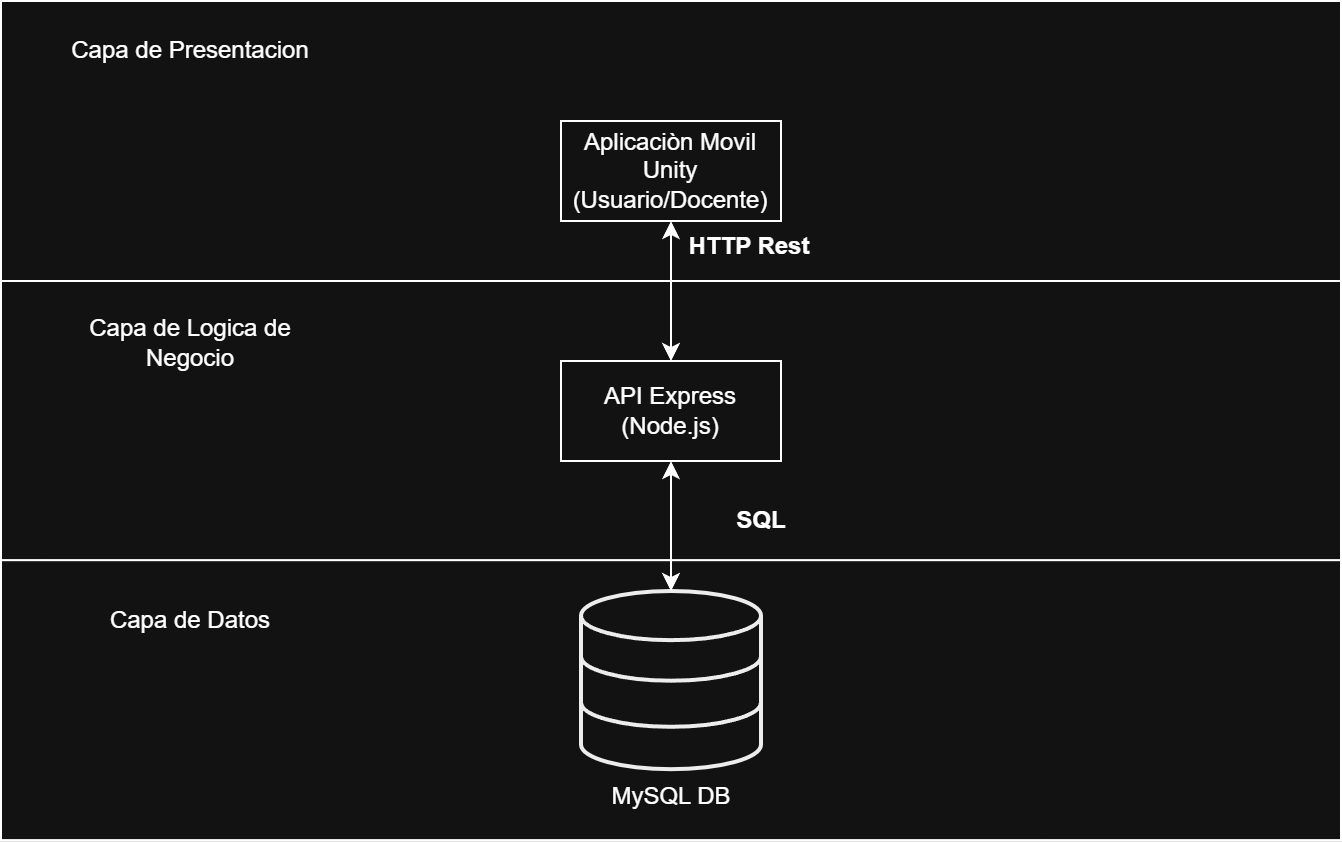 Capa de Presentacion
Aplicaciòn Movil
Unity
(Usuario/Docente)
HTTP Rest
Capa de Logica de
Negocio
API Express
(Node.js)
SQL
Capa de Datos
MySQL DB